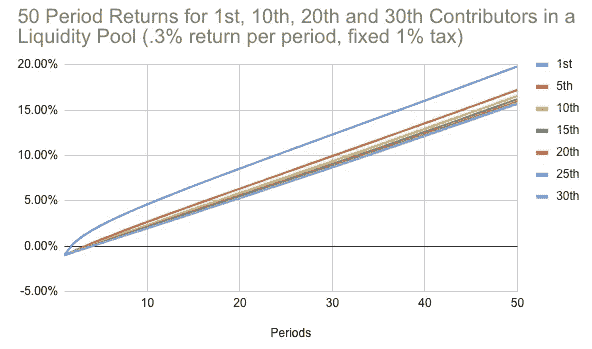 50 Period Returns for 1st, 10th, 20th and 30th Contributors in a
Liquidity Pool (.3% return per period, fixed 1% tax)
20.00%
15.00%
10.00%
5.00%
0.00%
-5.00%
10
20
30
40
50
Periods
1st
5th
10th
15th
20th
25th
30th